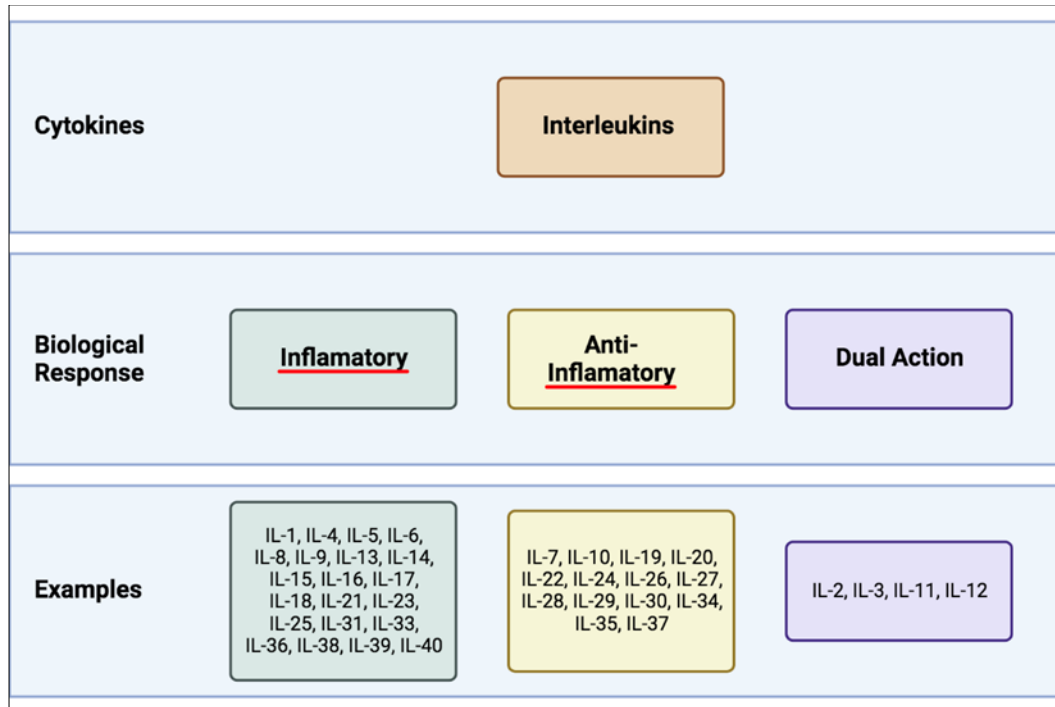 Cytokines
Interleukins
Biological
Response
Inflamatory
Anti-
Inflamatory
Dual Action
Examples
IL-1, IL-4, IL-5, IL-6,
IL-8, IL-9, IL-13, IL-14,
IL-15, IL-16, IL-17,
IL-18, IL-21, IL-23,
IL-25, IL-31, IL-33,
IL-36, IL-38, IL-39, IL-40
IL-7, IL-10, IL-19, IL-20,
IL-22, IL-24, IL-26, IL-27,
IL-28, IL-29, IL-30, IL-34,
IL-35, IL-37
IL-2, IL-3, IL-11, IL-12